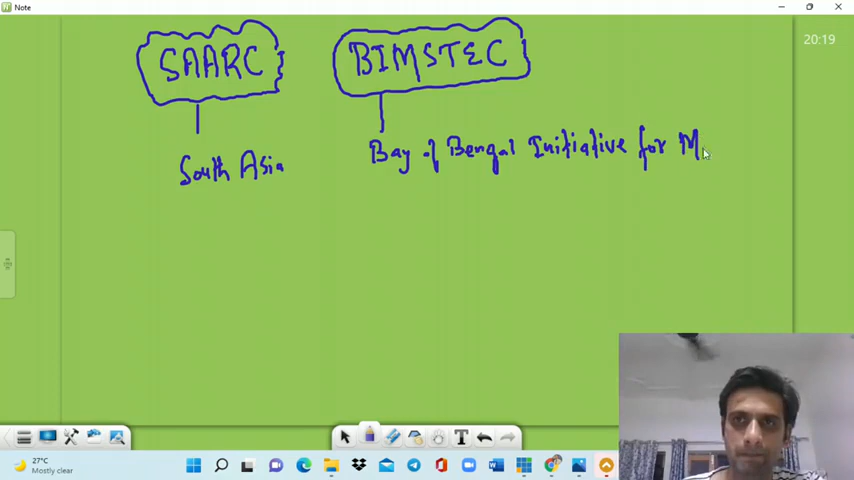 Note
20:19
SAARC BIMSTEC
South Asia
Bay of Bengal Initiative for M
T
27°C
Mostly clear